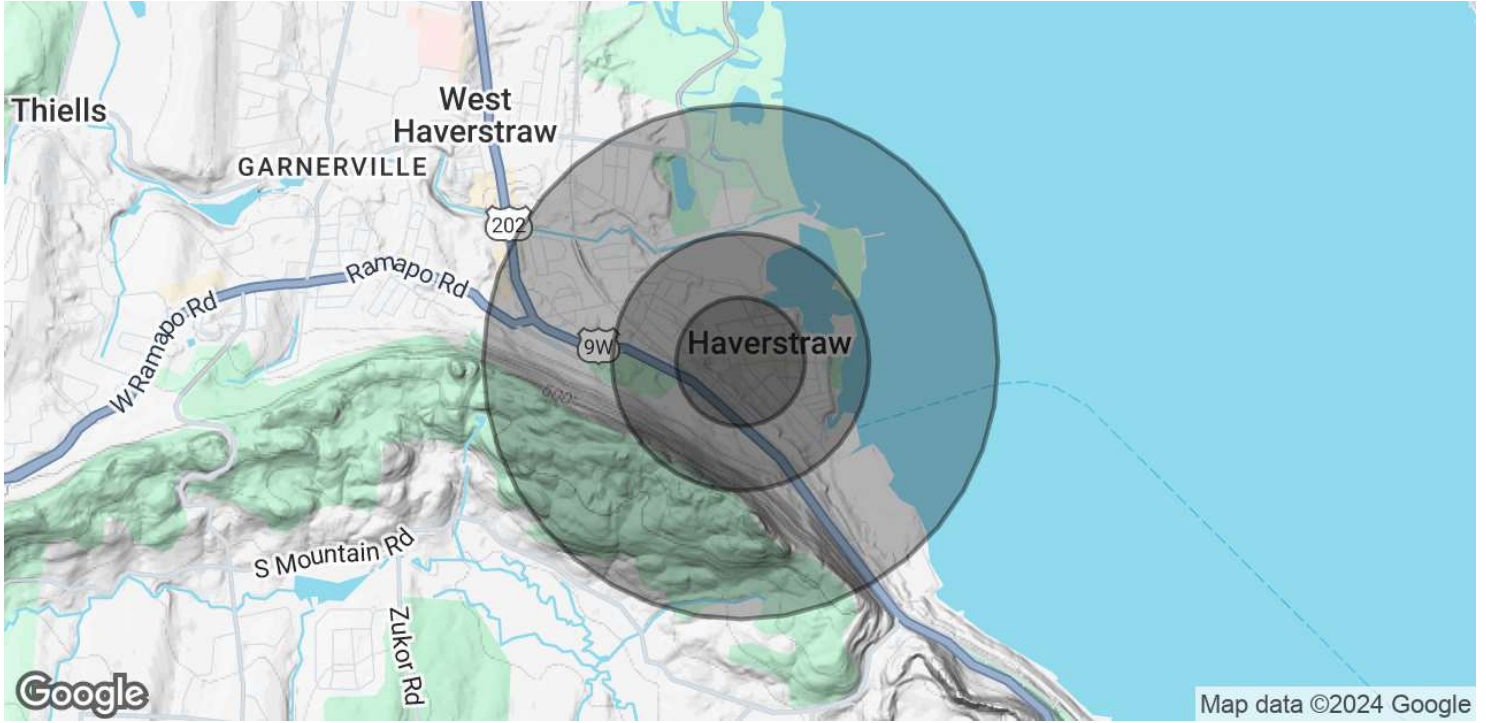 Thiells
West
Haverstraw
GARNERVILLE
202
Ramapo Rd
W Ramapo Rd
9W
Haverstraw
600
S Mountain Rd
Zukor Rd
Google
Map data ©2024 Google